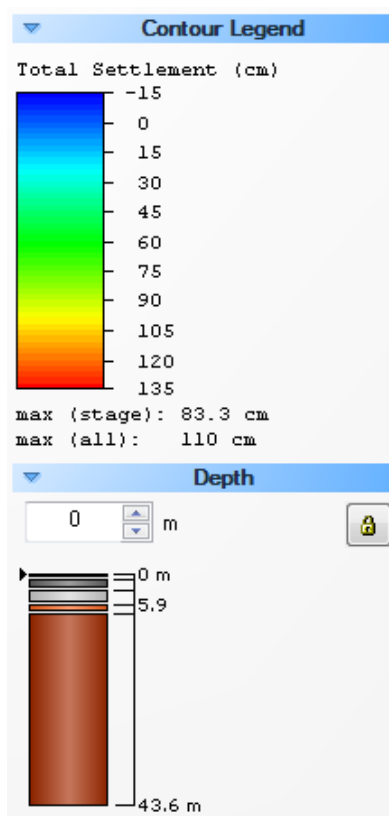 Contour Legend
Total Settlement (cm)
-15
0
15
30
45
60
75
90
105
120
135
max (stage): 83.3 cm
max (all): 110 cm
Depth
0 m
0 m
5.9
43.6 m